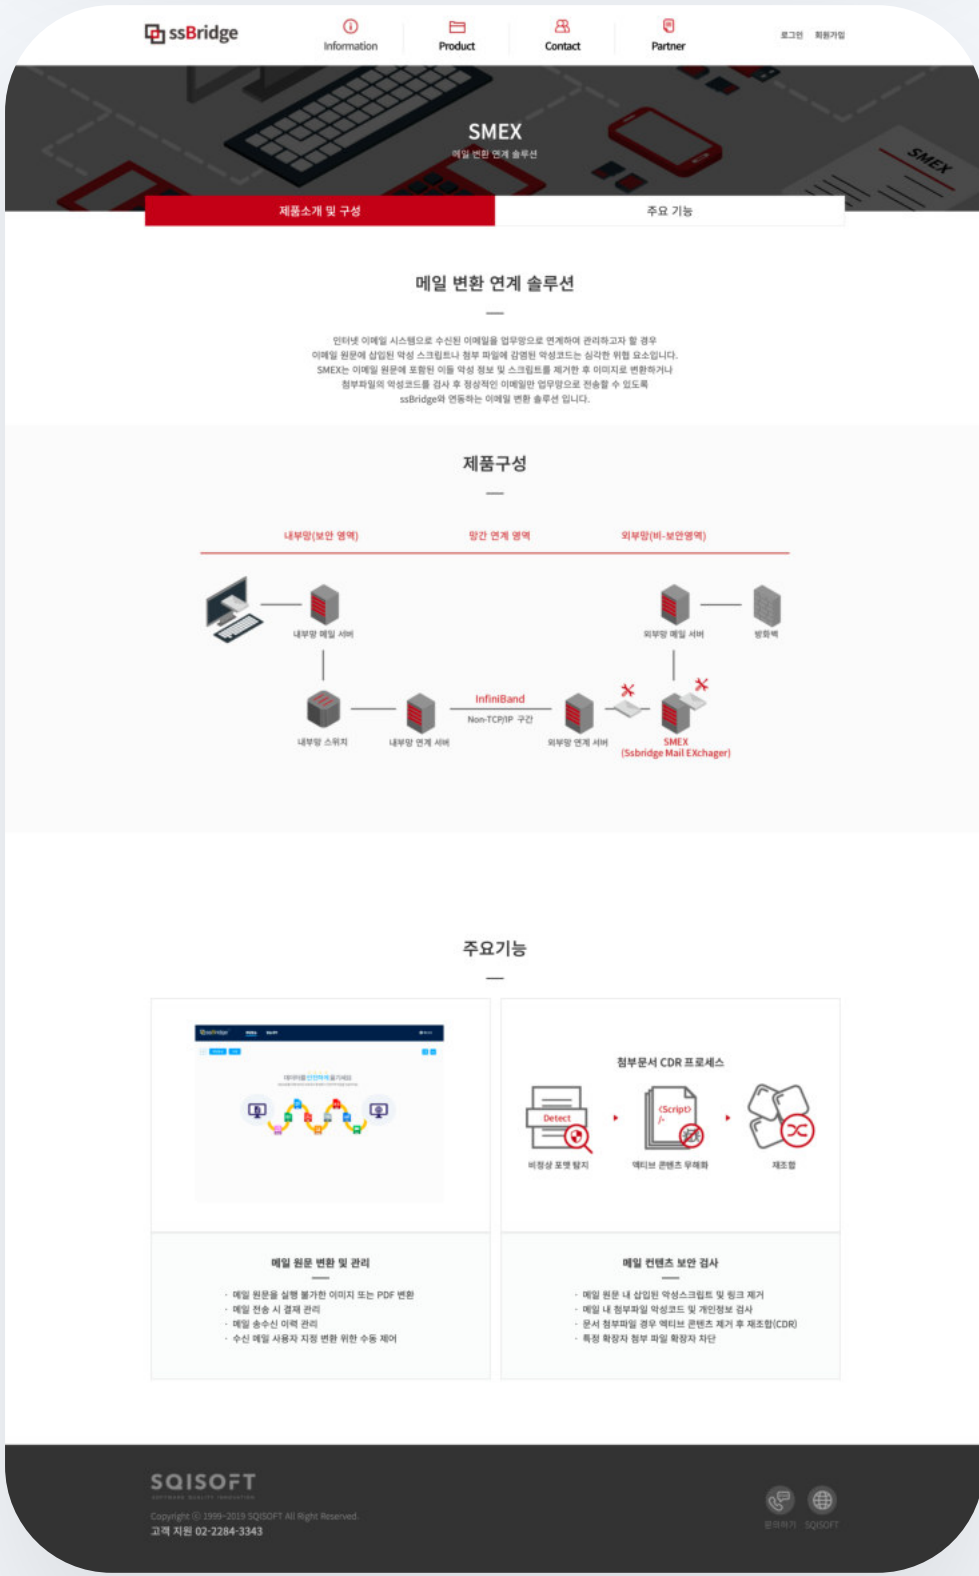 ssBridge
Information
Product
Contact
Partner
로그인 회원가입
SMEX
메일 변환 연계 솔루션
SMEX
제품소개 및 구성
주요 기능
메일 변환 연계 솔루션
인터넷 이메일 시스템으로 수신된 이메일을 업무망으로 연계하여 관리하고자 할 경우
이메일 원문에 삽입된 악성 스크립트나 첨부 파일에 감염된 악성코드는 심각한 위협 요소입니다.
SMEX는 이메일 원문에 포함된 이들 악성 정보 및 스크립트를 제거한 후 이미지로 변환하거나
첨부파일의 악성코드를 검사 후 정상적인 이메일만 업무망으로 전송할 수 있도록
ssBridge와 연동하는 이메일 변환 솔루션 입니다.
제품구성
내부망(보안 영역)
망간 연계 영역
외부망(비-보안영역)
내부망 메일 서버
외부망 메일 서버
방화벽
InfiniBand
Non-TCP/IP 구간
내부망 스위치
내부망 연계 서버
외부망 연계 서버
SMEX
(Ssbridge Mail EXchager)
주요기능
데이터를 안전하게 옮기세요
첨부문서 CDR 프로세스
Detect
<Script>
/-
비정상 포맷 탐지
액티브 콘텐츠 무해화
재조합
메일 원문 변환 및 관리
· 메일 원문을 실행 불가한 이미지 또는 PDF 변환
· 메일 전송 시 결재 관리
· 메일 송수신 이력 관리
· 수신 메일 사용자 지정 변환 위한 수동 제어
메일 컨텐츠 보안 검사
· 메일 원문 내 삽입된 악성스크립트 및 링크 제거
· 메일 내 첨부파일 악성코드 및 개인정보 검사
· 문서 첨부파일 경우 액티브 콘텐츠 제거 후 재조합(CDR)
· 특정 확장자 첨부 파일 확장자 차단
SQISOFT
SOFTWARE QUALITY INNOVATION
Copyright ⓒ 1999-2019 SQISOFT All Right Reserved.
고객 지원 02-2284-3343
문의하기 SQISOFT